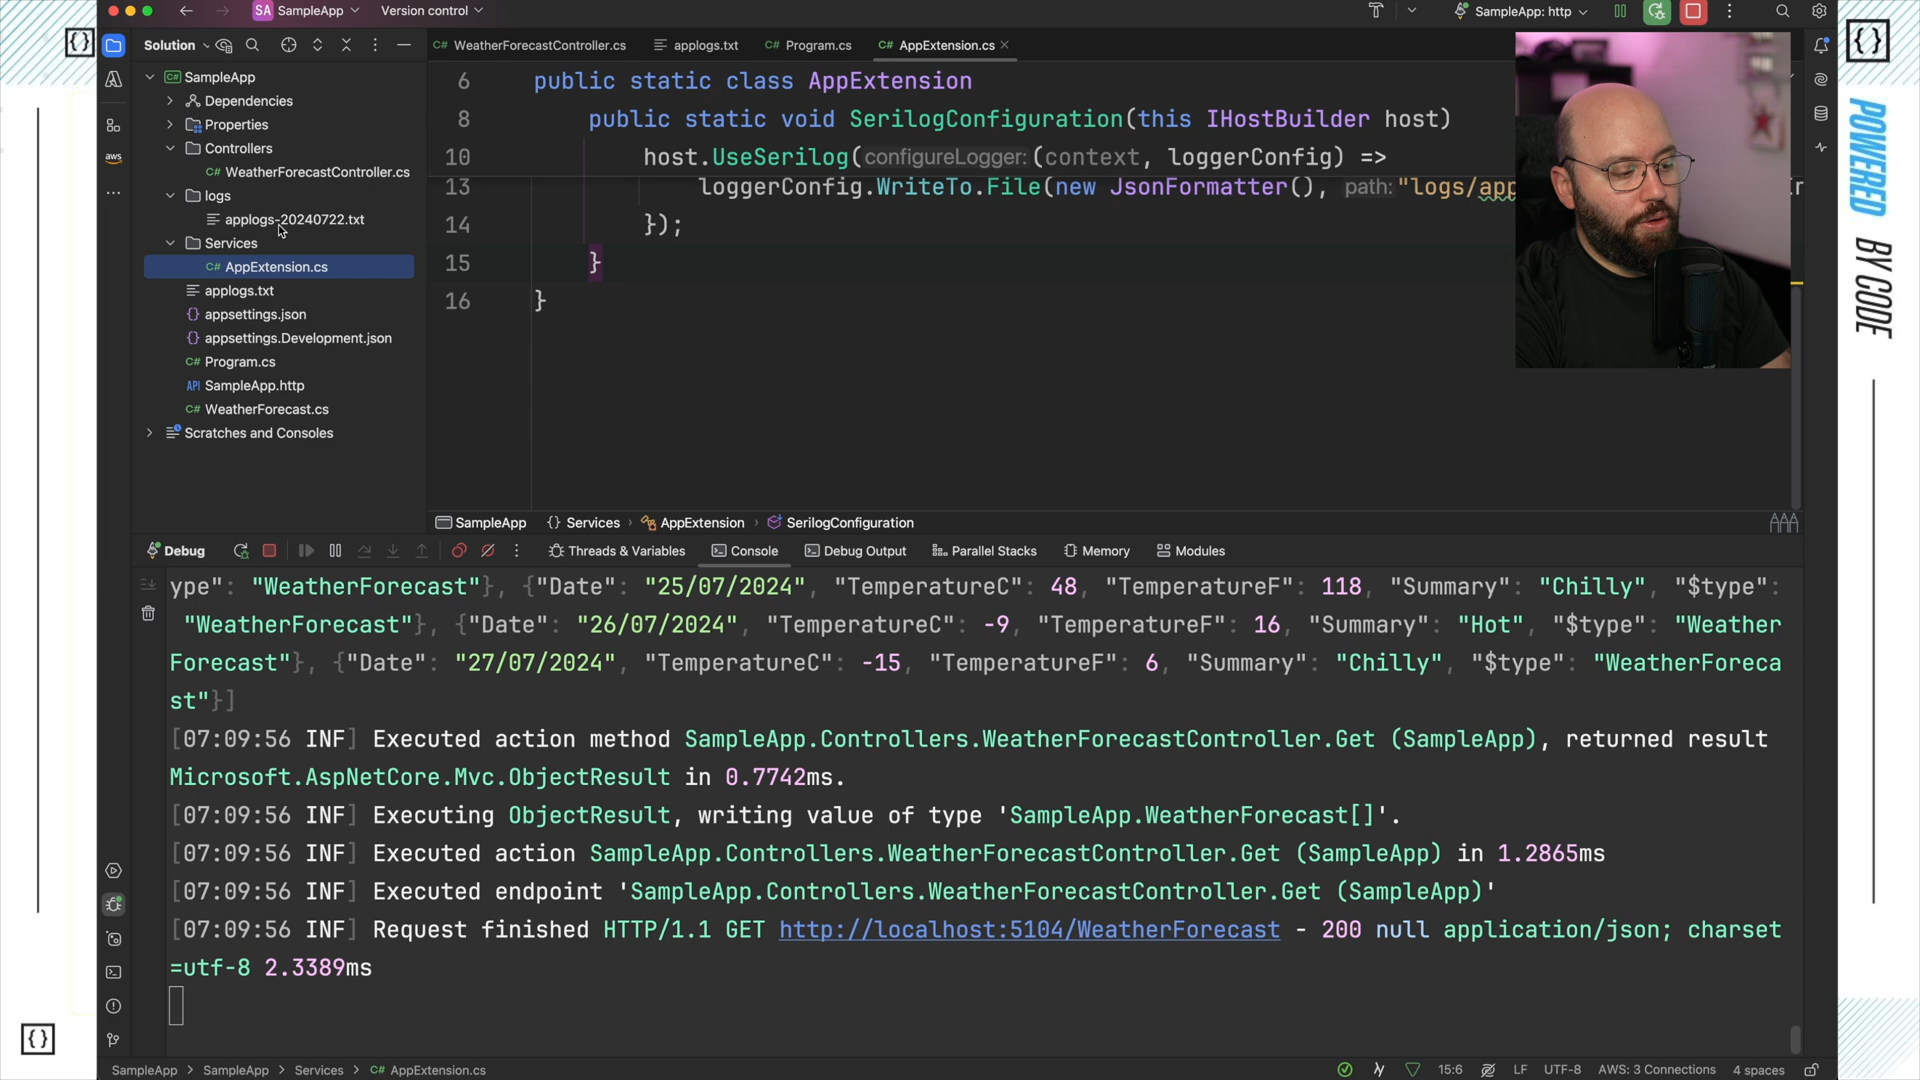 SA SampleApp Version control SampleApp: http
Solution
WeatherForecastController.cs applogs.txt C# Program.cs C# AppExtension.cs
C# SampleApp
Dependencies
Properties
Controllers
C# WeatherForecastController.cs
logs
applogs-20240722.txt
Services
C# AppExtension.cs
applogs.txt
{} appsettings.json
{} appsettings.Development.json
C# Program.cs
API SampleApp.http
C# WeatherForecast.cs
Scratches and Consoles
aws
6 public static class AppExtension
8 public static void SerilogConfiguration(this IHostBuilder host)
10 host.UseSerilog(configureLogger:(context, loggerConfig) =>
13 loggerConfig.WriteTo.File(new JsonFormatter(), path:"logs/app
14 });
15 }
16 }
SampleApp {} Services AppExtension SerilogConfiguration
Debug Threads & Variables Console Debug Output Parallel Stacks Memory Modules
ype": "WeatherForecast"}, {"Date": "25/07/2024", "TemperatureC": 48, "TemperatureF": 118, "Summary": "Chilly", "$type":
"WeatherForecast"}, {"Date": "26/07/2024", "TemperatureC": -9, "TemperatureF": 16, "Summary": "Hot", "$type": "Weather
Forecast"}, {"Date": "27/07/2024", "TemperatureC": -15, "TemperatureF": 6, "Summary": "Chilly", "$type": "WeatherForeca
st"}]
[07:09:56 INF] Executed action method SampleApp.Controllers.WeatherForecastController.Get (SampleApp), returned result
Microsoft.AspNetCore.Mvc.ObjectResult in 0.7742ms.
[07:09:56 INF] Executing ObjectResult, writing value of type 'SampleApp.WeatherForecast[]'.
[07:09:56 INF] Executed action SampleApp.Controllers.WeatherForecastController.Get (SampleApp) in 1.2865ms
[07:09:56 INF] Executed endpoint 'SampleApp.Controllers.WeatherForecastController.Get (SampleApp)'
[07:09:56 INF] Request finished HTTP/1.1 GET http://localhost:5104/WeatherForecast - 200 null application/json; charset
=utf-8 2.3389ms
SampleApp SampleApp Services C# AppExtension.cs 15:6 LF UTF-8 AWS: 3 Connections 4 spaces
POWERED BY CODE
{}
{}
{}